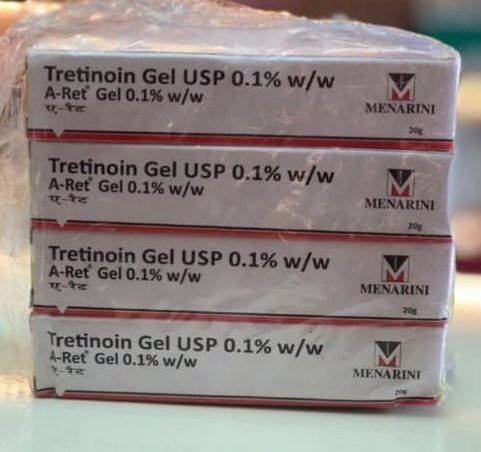 Tretinoin Gel USP 0.1% w/w
A-Ret® Gel 0.1% w/w
ए-रैट
MENARINI
20g
Tretinoin Gel USP 0.1% w/w
A-Ret® Gel 0.1% w/w
ए-रैट
MENARINI
20g
Tretinoin Gel USP 0.1% w/w
A-Ret® Gel 0.1% w/w
ए-रैट
MENARINI
20g
Tretinoin Gel USP 0.1% w/w
A-Ret® Gel 0.1% w/w
ए-रैट
MENARINI
20g